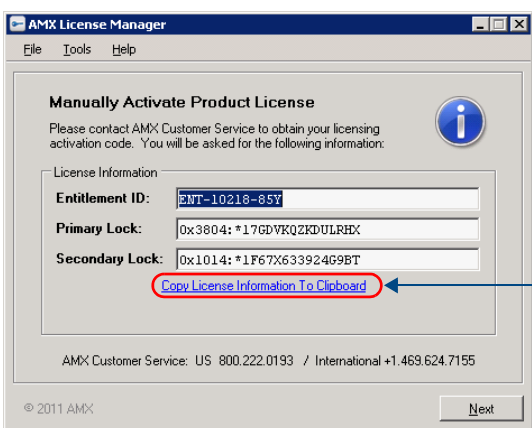 AMX License Manager
File Tools Help
Manually Activate Product License
Please contact AMX Customer Service to obtain your licensing
activation code. You will be asked for the following information:
License Information
Entitlement ID: ENT-10218-85Y
Primary Lock: 0x3804:*17GDVKQZKDULRHX
Secondary Lock: 0x1014:*1F67X633924G9BT
Copy License Information To Clipboard
AMX Customer Service: US 800.222.0193 / International +1.469.624.7155
© 2011 AMX
Next